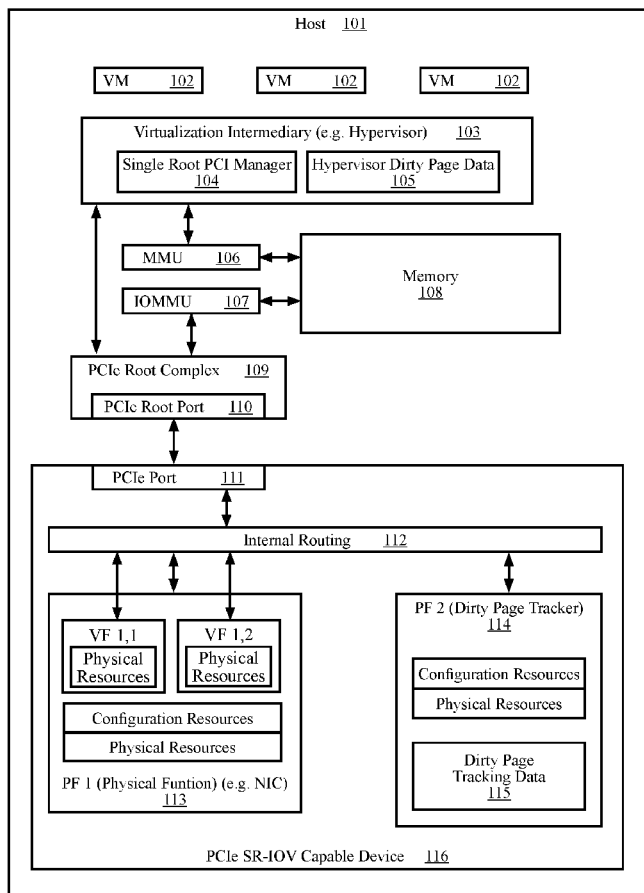 Host 101
VM 102
VM 102
VM 102
Virtualization Intermediary (e.g. Hypervisor) 103
Single Root PCI Manager
104
Hypervisor Dirty Page Data
105
MMU 106
IOMMU 107
Memory
108
PCIe Root Complex 109
PCIe Root Port 110
PCIe Port 111
Internal Routing 112
VF 1,1
Physical
Resources
VF 1,2
Physical
Resources
Configuration Resources
Physical Resources
PF 1 (Physical Funtion) (e.g. NIC)
113
PF 2 (Dirty Page Tracker)
114
Configuration Resources
Physical Resources
Dirty Page
Tracking Data
115
PCIe SR-IOV Capable Device 116